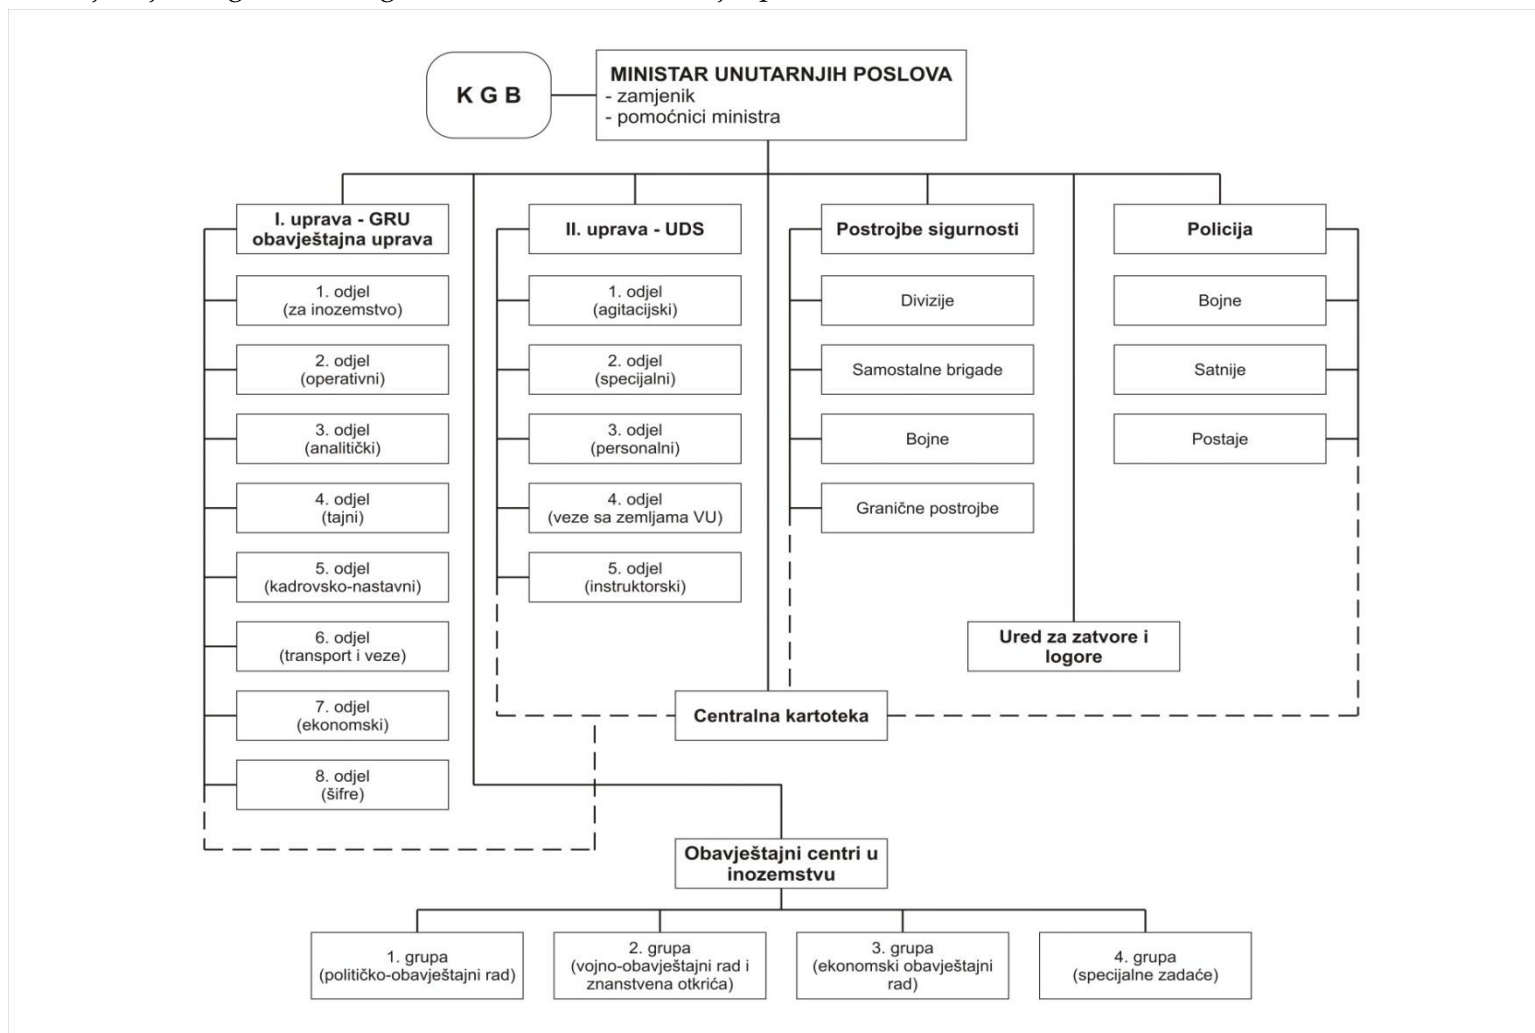 K G B
MINISTAR UNUTARNJIH POSLOVA
- zamjenik
- pomoćnici ministra
I. uprava - GRU
obavještajna uprava
1. odjel
(za inozemstvo)
2. odjel
(operativni)
3. odjel
(analitički)
4. odjel
(tajni)
5. odjel
(kadrovsko-nastavni)
6. odjel
(transport i veze)
7. odjel
(ekonomski)
8. odjel
(šifre)
II. uprava - UDS
1. odjel
(agitacijski)
2. odjel
(specijalni)
3. odjel
(personalni)
4. odjel
(veze sa zemljama VU)
5. odjel
(instruktorski)
Postrojbe sigurnosti
Divizije
Samostalne brigade
Bojne
Granične postrojbe
Policija
Bojne
Satnije
Postaje
Ured za zatvore i
logore
Centralna kartoteka
Obavještajni centri u
inozemstvu
1. grupa
(političko-obavještajni rad)
2. grupa
(vojno-obavještajni rad i
znanstvena otkrića)
3. grupa
(ekonomski obavještajni
rad)
4. grupa
(specijalne zadaće)